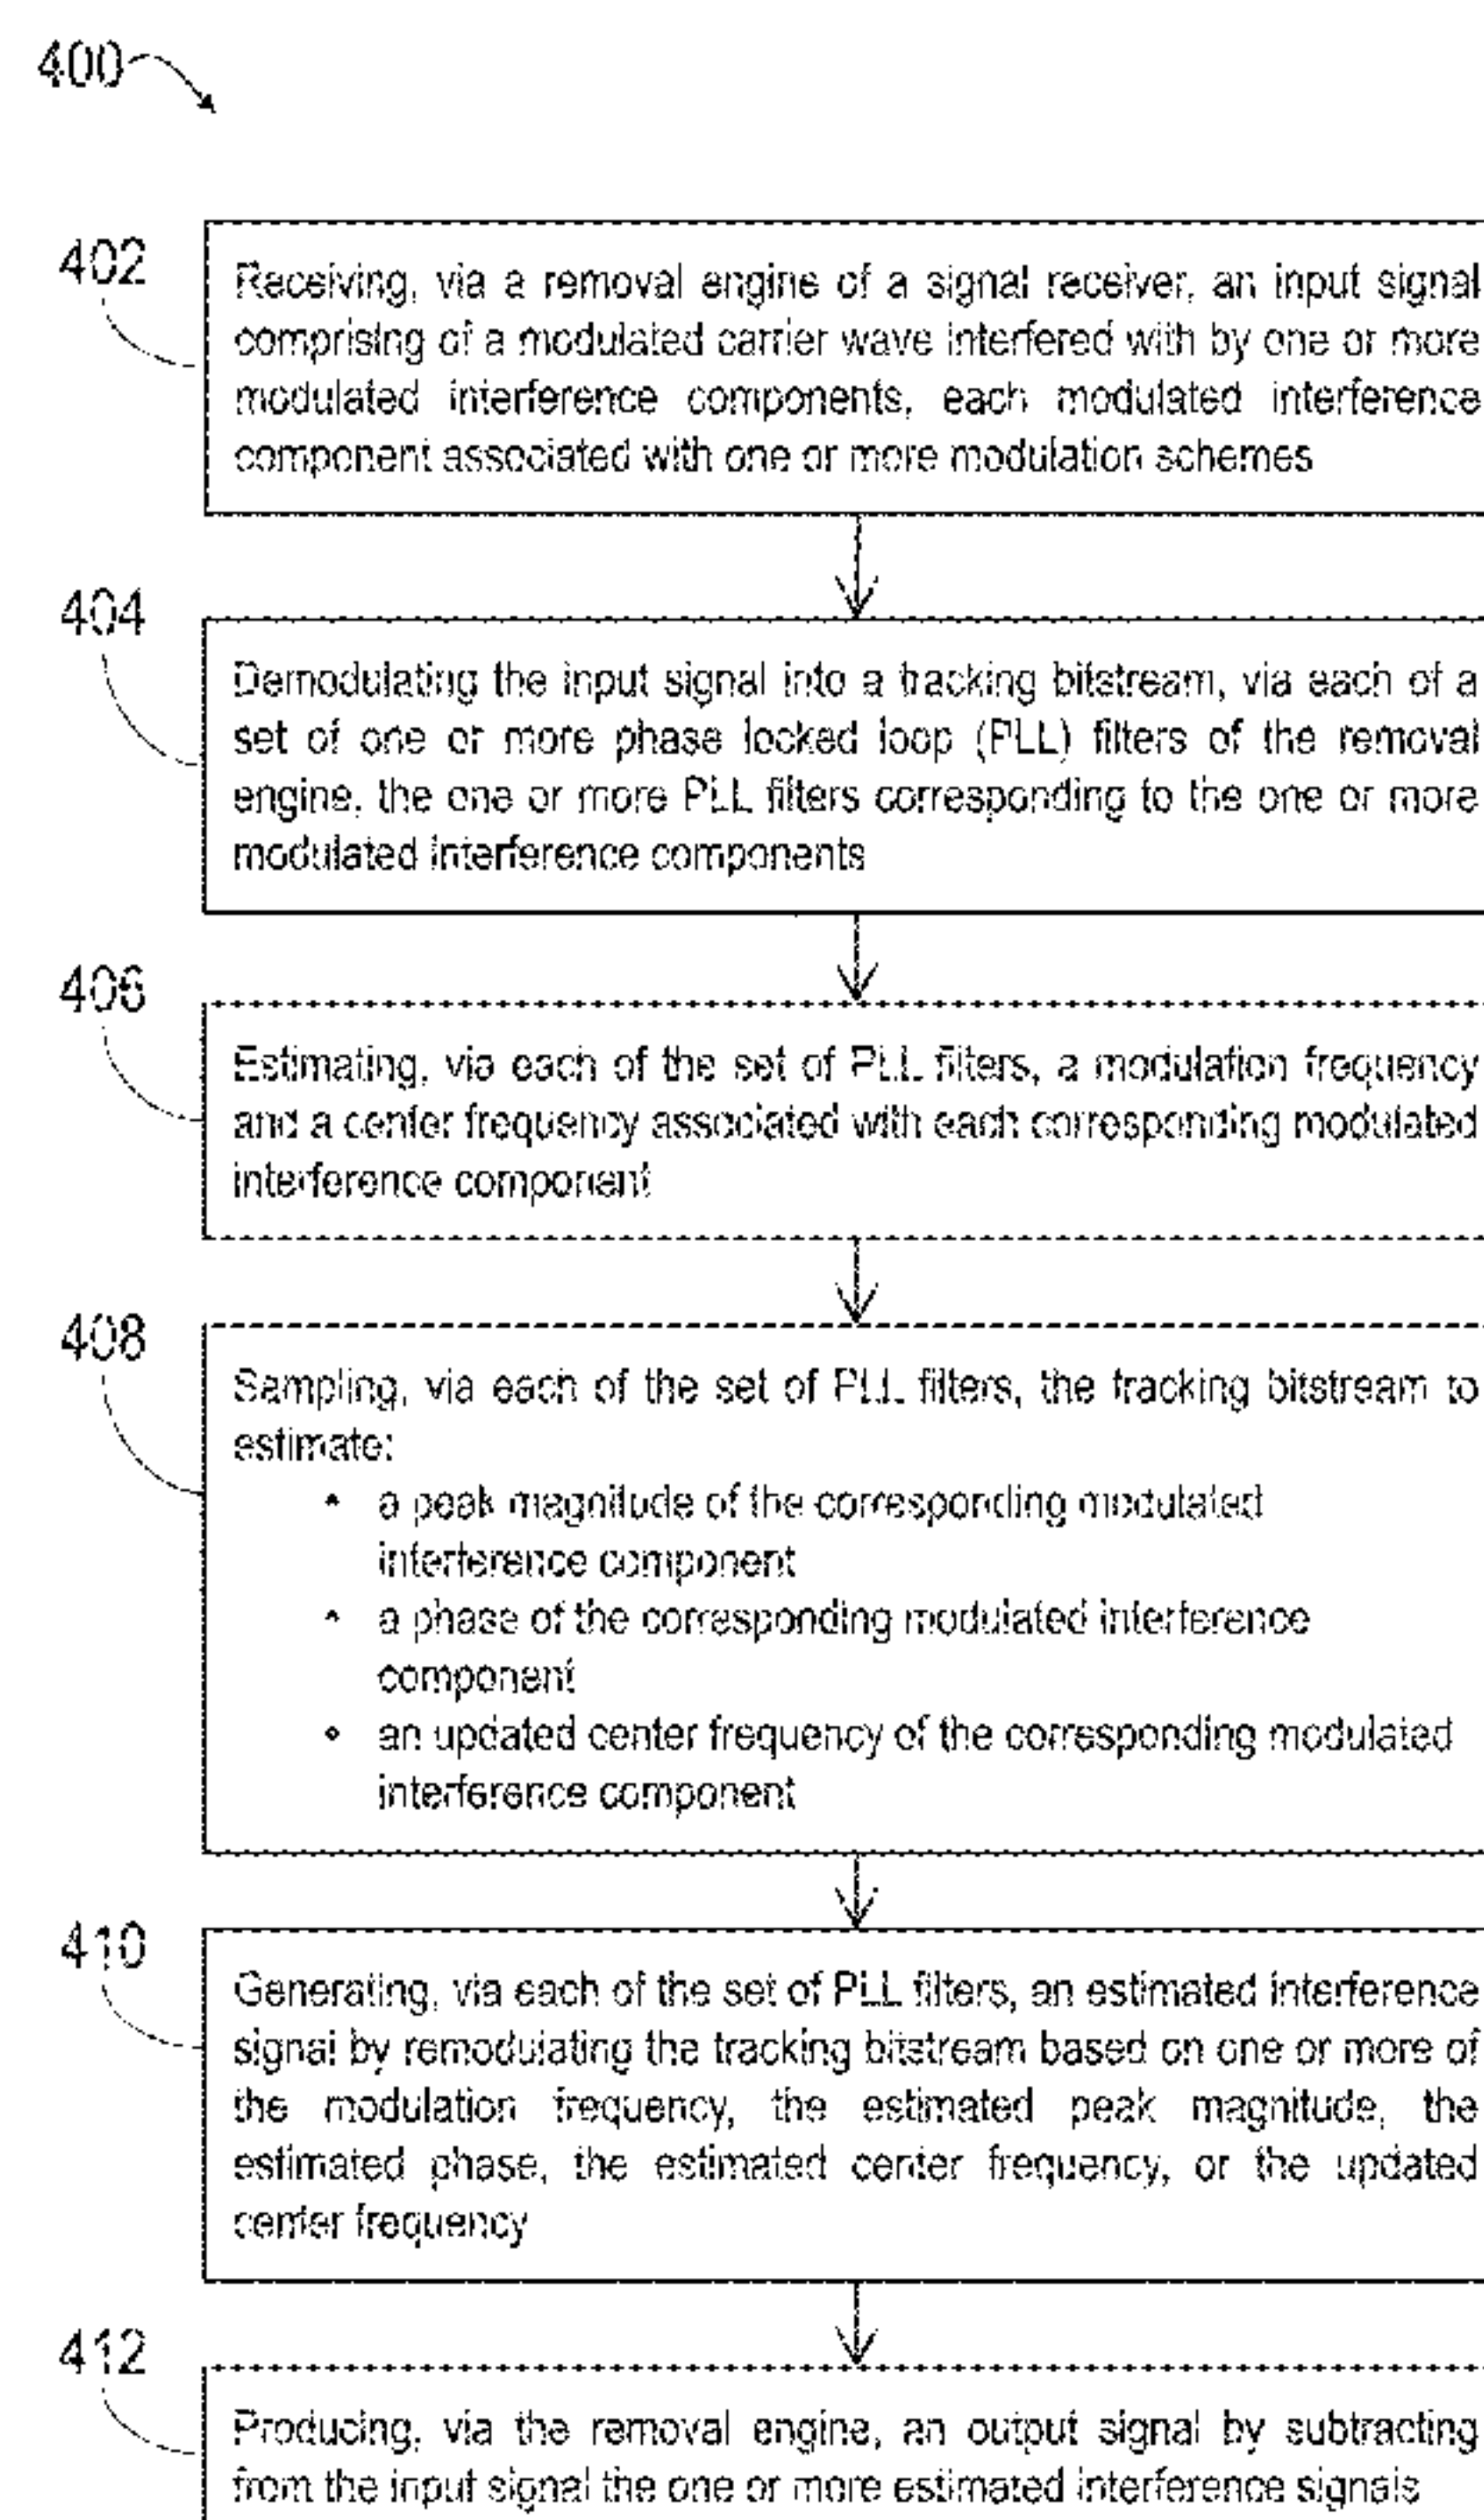 400
402
Receiving, via a removal engine of a signal receiver, an input signal
comprising of a modulated carrier wave interfered with by one or more
modulated interference components, each modulated interference
component associated with one or more modulation schemes
404
Demodulating the input signal into a tracking bitstream, via each of a
set of one or more phase locked loop (PLL) filters of the removal
engine, the one or more PLL filters corresponding to the one or more
modulated interference components
406
Estimating, via each of the set of PLL filters, a modulation frequency
and a center frequency associated with each corresponding modulated
interference component
408
Sampling, via each of the set of PLL filters, the tracking bitstream to
estimate:
• a peak magnitude of the corresponding modulated
interference component
• a phase of the corresponding modulated interference
component
• an updated center frequency of the corresponding modulated
interference component
410
Generating, via each of the set of PLL filters, an estimated interference
signal by remodulating the tracking bitstream based on one or more of
the modulation frequency, the estimated peak magnitude, the
estimated phase, the estimated center frequency, or the updated
center frequency
412
Producing, via the removal engine, an output signal by subtracting
from the input signal the one or more estimated interference signals